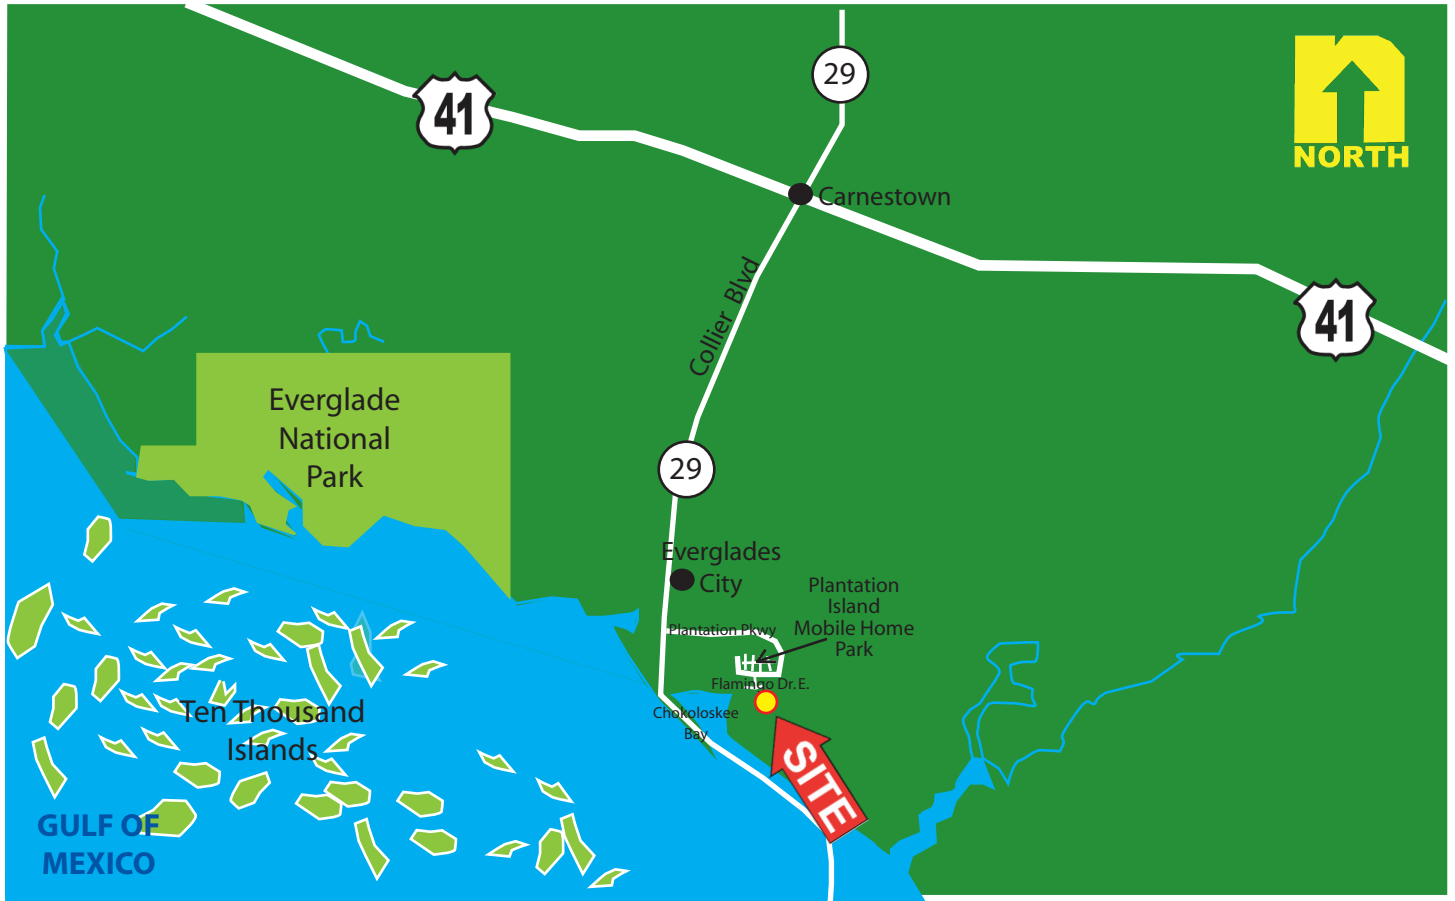 29
41
NORTH
Carnestown
Collier Blvd
41
Everglade
National
Park
29
Everglades
City
Plantation
Island
Mobile Home
Park
Plantation Pkwy
Flamingo Dr. E.
Chokoloskee
Bay
SITE
Ten Thousand
Islands
GULF OF
MEXICO